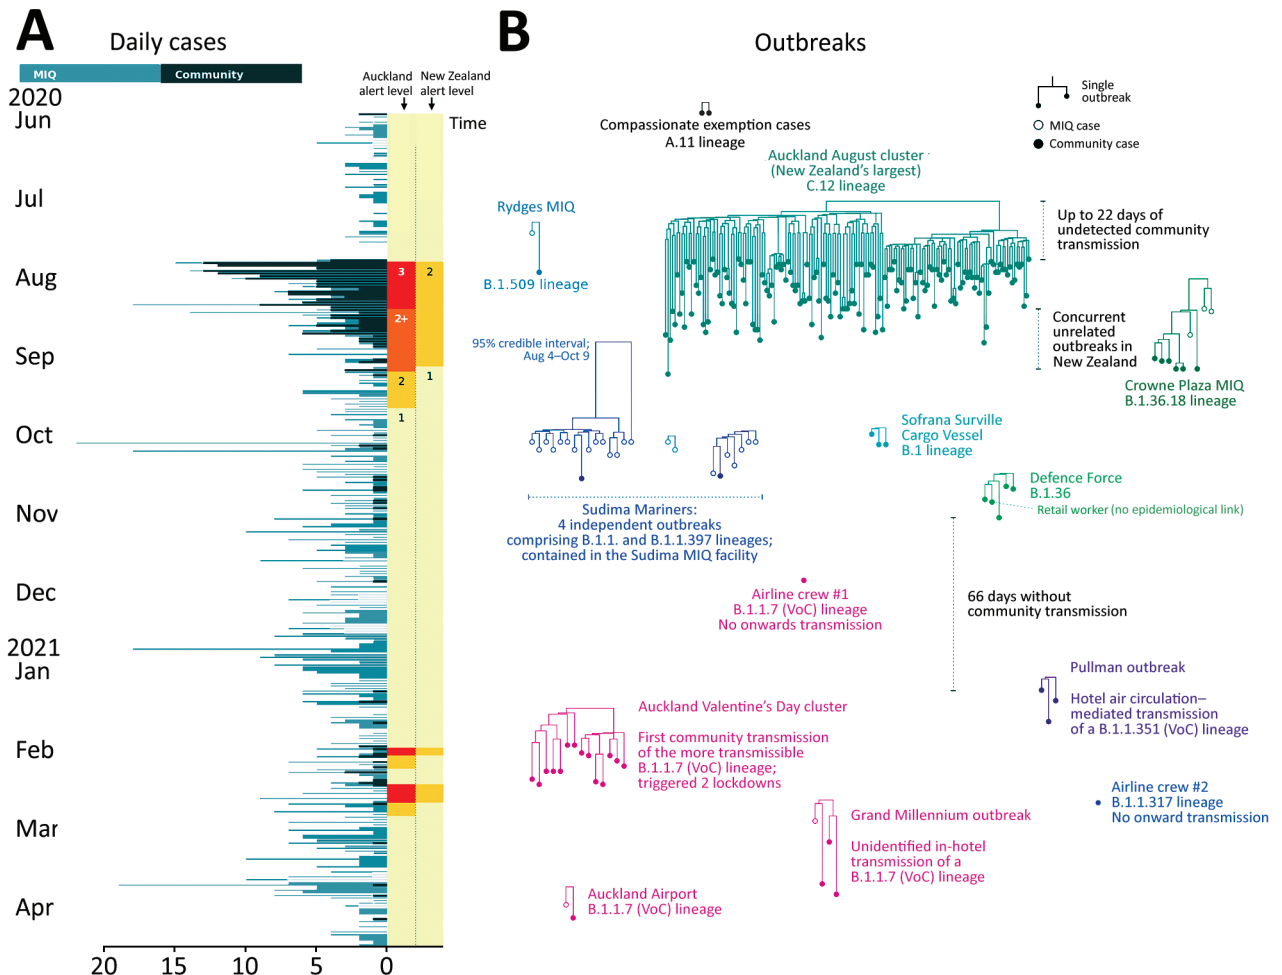 A
Daily cases
MIQ
Community
Auckland
alert level
New Zealand
alert level
Time
2020
Jun
Jul
Aug
Sep
Oct
Nov
Dec
2021
Jan
Feb
Mar
Apr
3
2
2+
2
1
1
20
15
10
5
0
B
Outbreaks
Single
outbreak
MIQ case
Community case
Compassionate exemption cases
A.11 lineage
Auckland August cluster
(New Zealand's largest)
C.12 lineage
Rydges MIQ
B.1.509 lineage
Up to 22 days of
undetected community
transmission
Concurrent
unrelated
outbreaks in
New Zealand
Crowne Plaza MIQ
B.1.36.18 lineage
95% credible interval;
Aug 4–Oct 9
Sofrana Surville
Cargo Vessel
B.1 lineage
Defence Force
B.1.36
Retail worker (no epidemiological link)
Sudima Mariners:
4 independent outbreaks
comprising B.1.1. and B.1.1.397 lineages;
contained in the Sudima MIQ facility
66 days without
community transmission
Airline crew #1
B.1.1.7 (VoC) lineage
No onwards transmission
Pullman outbreak
Hotel air circulation–
mediated transmission
of a B.1.1.351 (VoC) lineage
Auckland Valentine's Day cluster
First community transmission
of the more transmissible
B.1.1.7 (VoC) lineage;
triggered 2 lockdowns
Airline crew #2
B.1.1.317 lineage
No onward transmission
Grand Millennium outbreak
Unidentified in-hotel
transmission of a
B.1.1.7 (VoC) lineage
Auckland Airport
B.1.1.7 (VoC) lineage